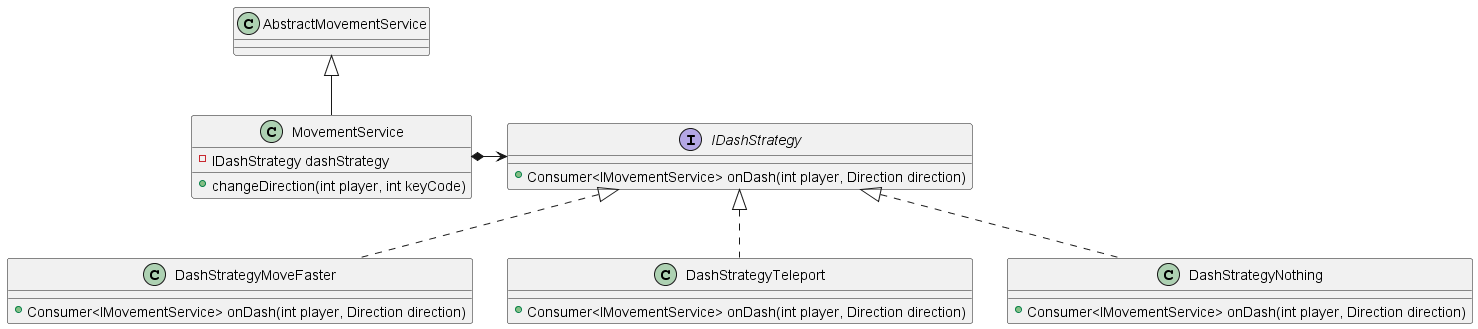 C AbstractMovementService
C MovementService
IDashStrategy dashStrategy
changeDirection(int player, int keyCode)
I IDashStrategy
Consumer<IMovementService> onDash(int player, Direction direction)
C DashStrategyMoveFaster
Consumer<IMovementService> onDash(int player, Direction direction)
C DashStrategyTeleport
Consumer<IMovementService> onDash(int player, Direction direction)
C DashStrategyNothing
Consumer<IMovementService> onDash(int player, Direction direction)